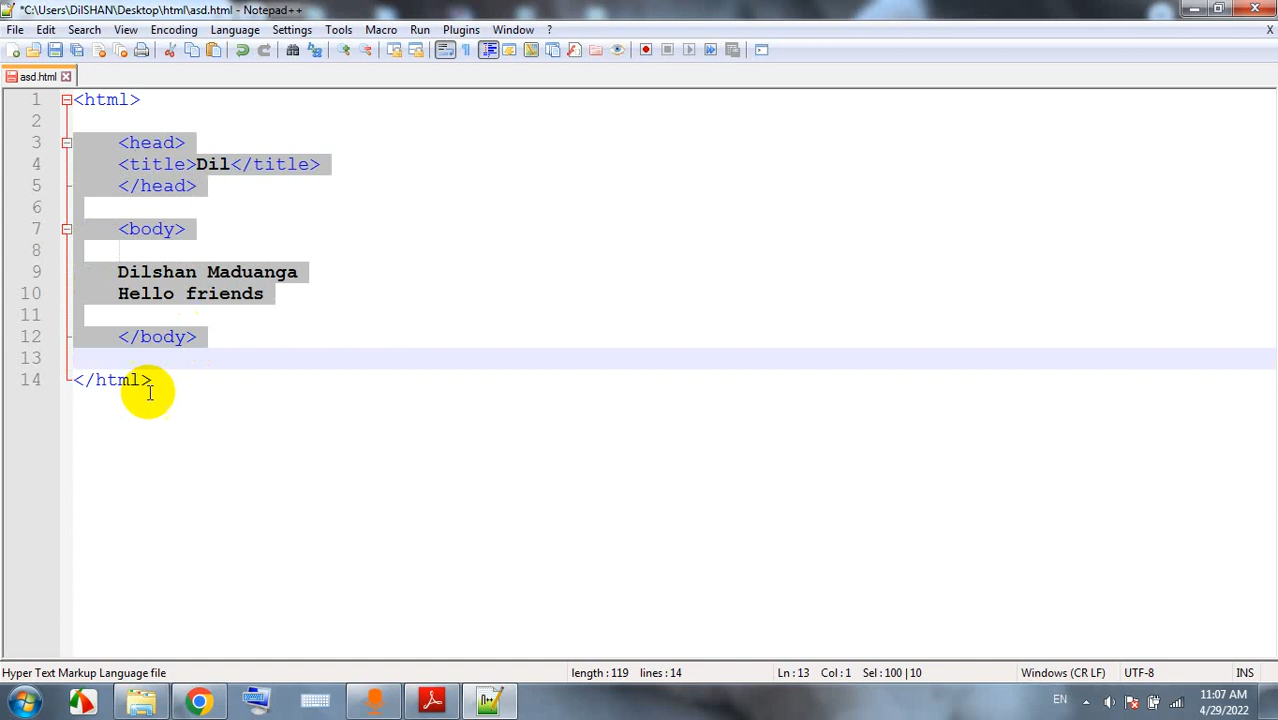 *C:\Users\DilSHAN\Desktop\html\asd.html - Notepad++
File Edit Search View Encoding Language Settings Tools Macro Run Plugins Window ? X
asd.html
1 <html>
2
3 <head>
4 <title>Dil</title>
5 </head>
6
7 <body>
8
9 Dilshan Maduanga
10 Hello friends
11
12 </body>
13
14 </html>
Hyper Text Markup Language file length : 119 lines : 14 Ln : 13 Col : 1 Sel : 100 | 10 Windows (CR LF) UTF-8 INS
EN 11:07 AM
4/29/2022